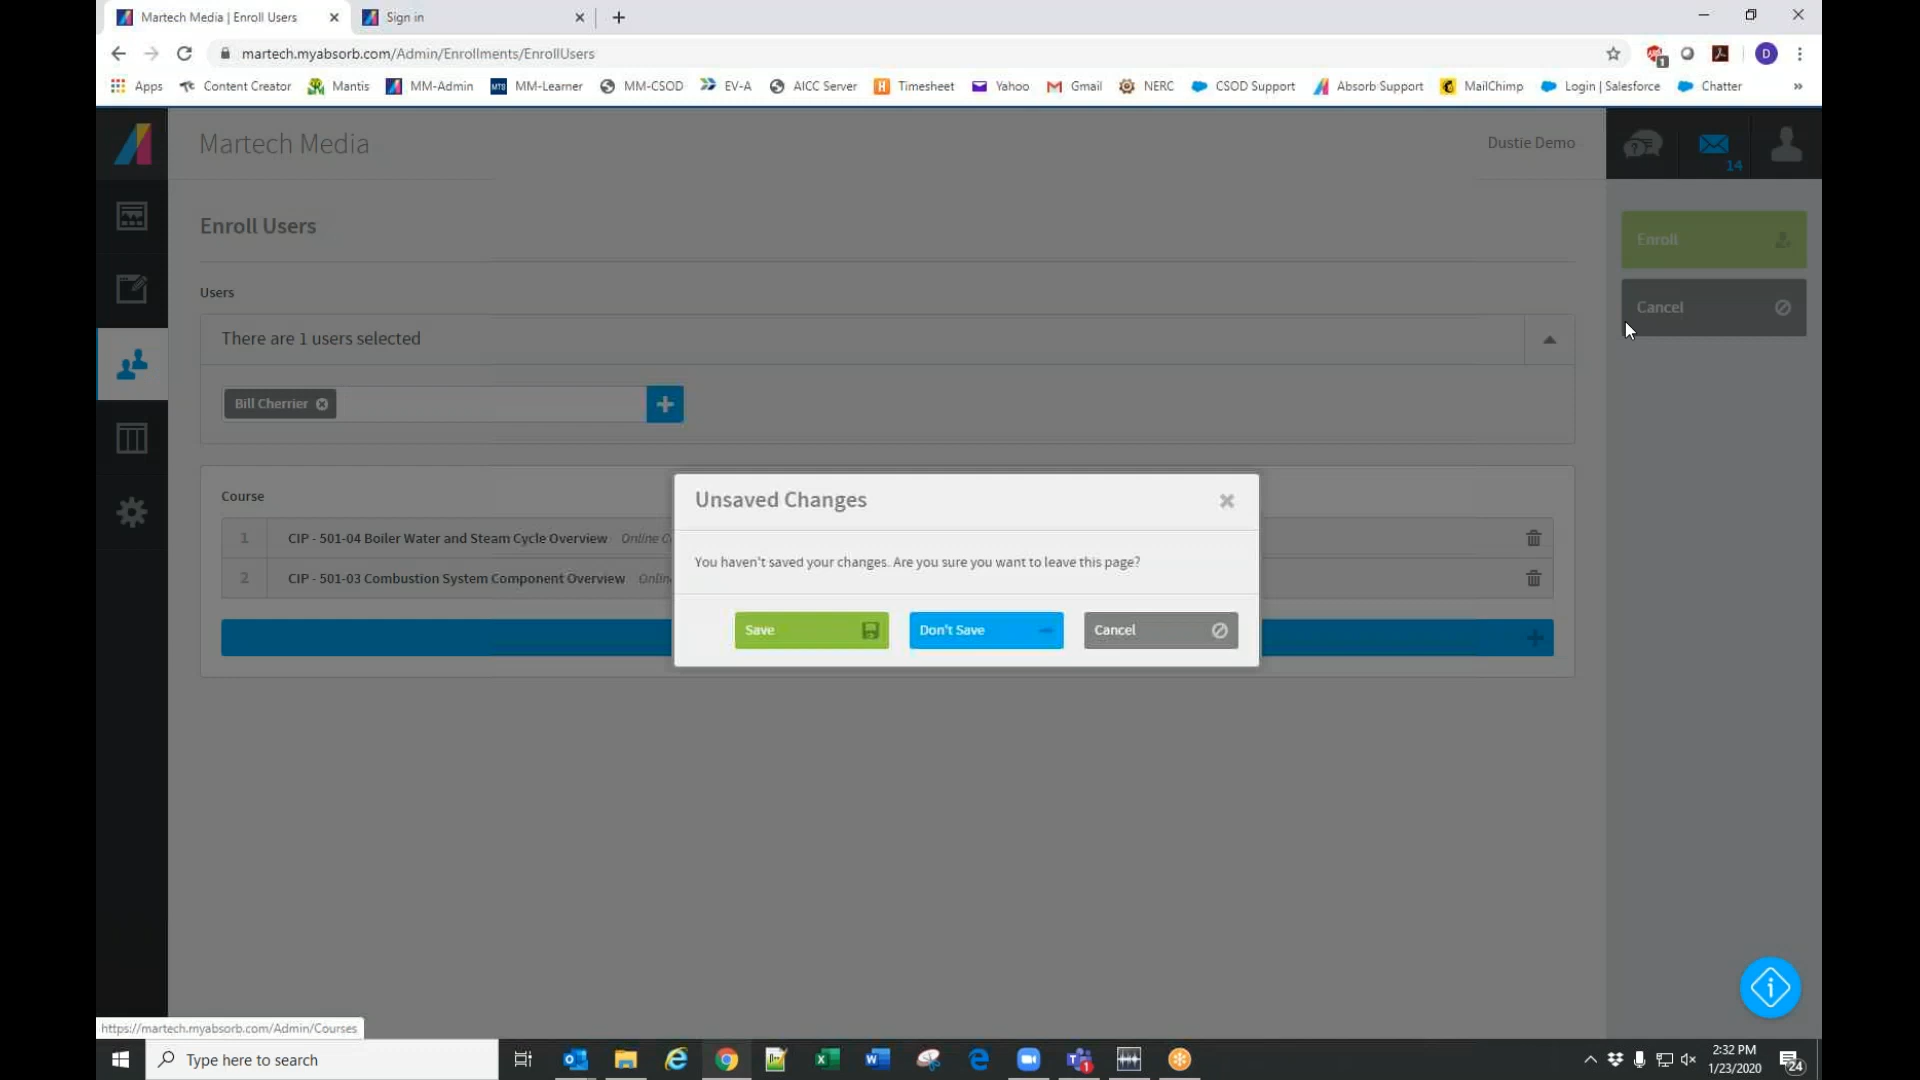 Martech Media | Enroll Users
Sign in
martech.myabsorb.com/Admin/Enrollments/EnrollUsers
1
D
Apps Content Creator Mantis MM-Admin MTS MM-Learner MM-CSOD EV-A AICC Server Timesheet Yahoo Gmail NERC CSOD Support Absorb Support MailChimp Login | Salesforce Chatter »
Martech Media
Dustie Demo
14
Enroll Users
Enroll
Users
Cancel
There are 1 users selected
Bill Cherrier
Course
Unsaved Changes
1 CIP - 501-04 Boiler Water and Steam Cycle Overview Online C
You haven't saved your changes. Are you sure you want to leave this page?
2 CIP - 501-03 Combustion System Component Overview Onlin
Save
Don't Save
Cancel
https://martech.myabsorb.com/Admin/Courses
Type here to search
1
2:32 PM
1/23/2020
24